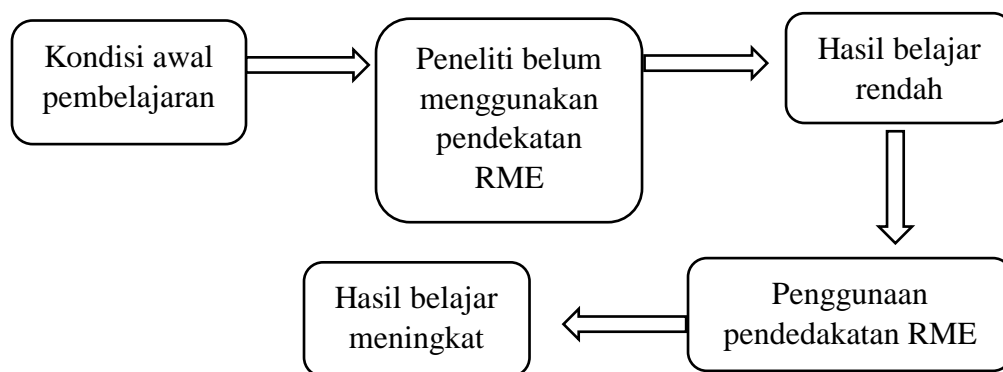 Kondisi awal
pembelajaran
Peneliti belum
menggunakan
pendekatan
RME
Hasil belajar
rendah
Penggunaan
pendedakatan RME
Hasil belajar
meningkat